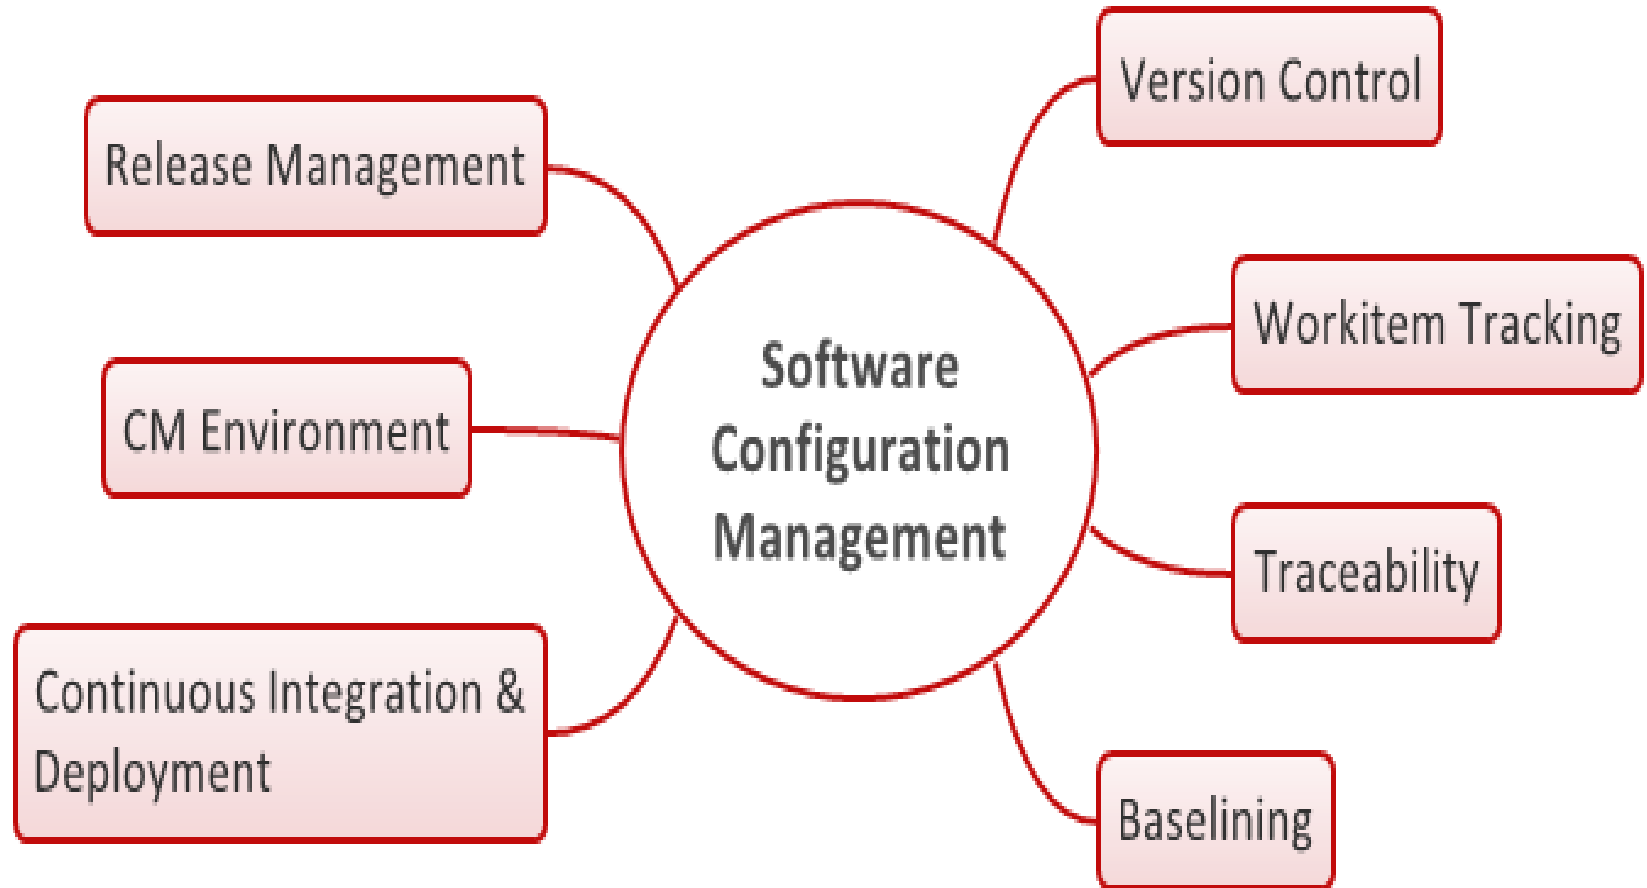 Version Control
Release Management
Workitem Tracking
Software
Configuration
Management
CM Environment
Traceability
Continuous Integration &
Deployment
Baselining